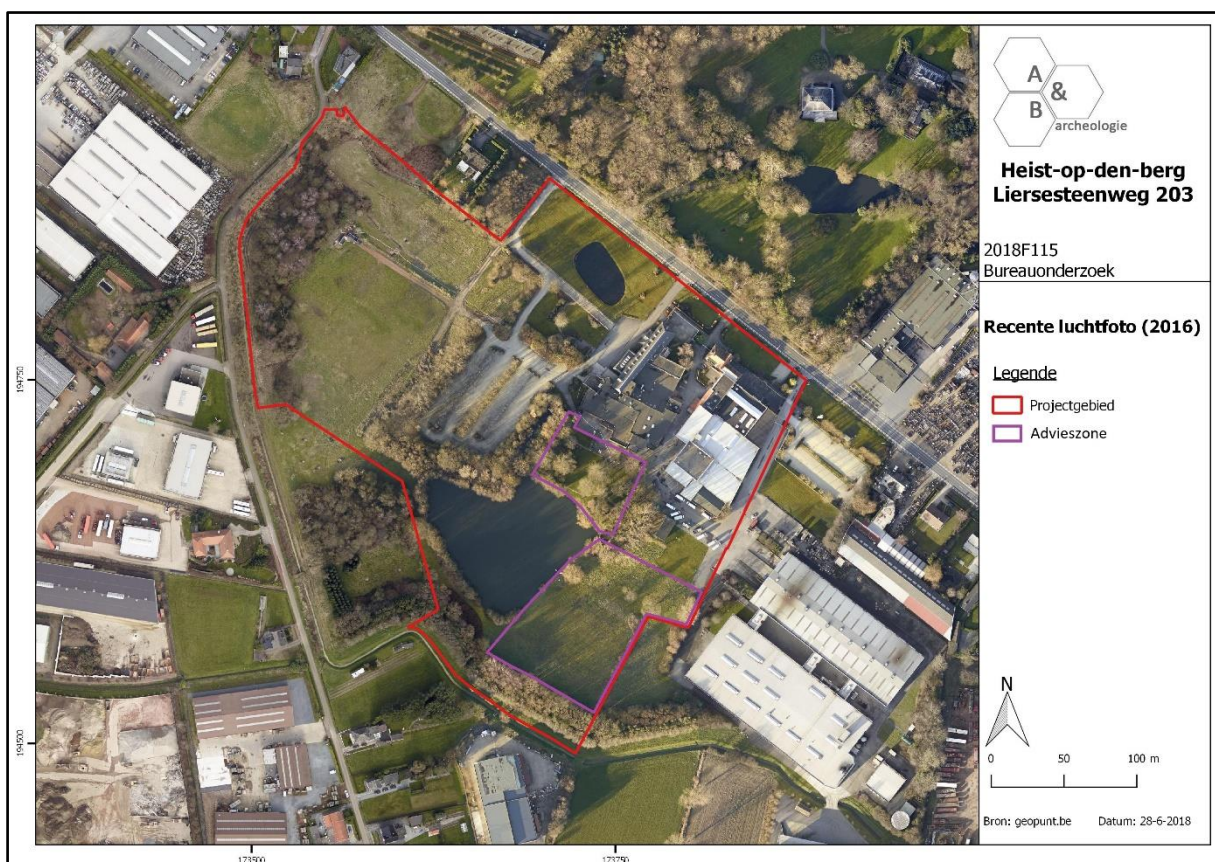 A
&
B
archeologie
Heist-op-den-berg
Liersesteenweg 203
2018F115
Bureauonderzoek
Recente luchtfoto (2016)
Legende
Projectgebied
Advieszone
N
0 50 100 m
Bron: geopunt.be Datum: 28-6-2018
194750
194500
173500 173750